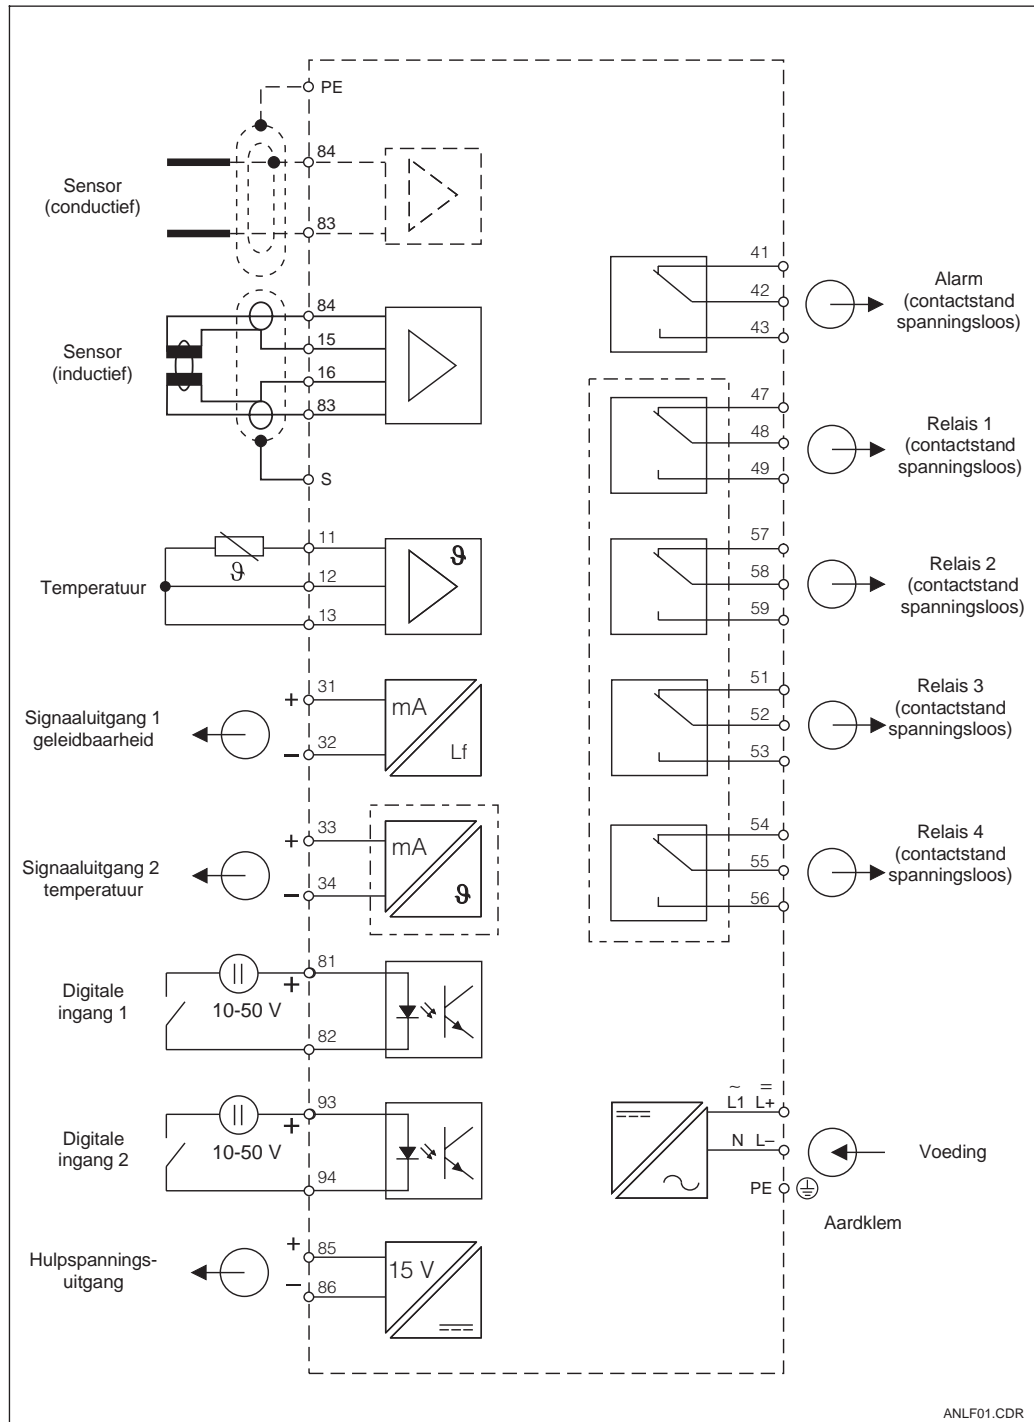 PE
84
Sensor
(conductief)
83
84
15
Sensor
(inductief)
16
83
S
11
ϑ
ϑ
Temperatuur
12
13
+ 31
mA
Signaaluitgang 1
geleidbaarheid
– 32
Lf
+ 33
mA
Signaaluitgang 2
temperatuur
– 34
ϑ
81
+
10-50 V
Digitale
ingang 1
82
93
+
10-50 V
Digitale
ingang 2
94
+ 85
15 V
Hulpspannings-
uitgang
– 86
41
42
43
Alarm
(contactstand
spanningsloos)
47
48
49
Relais 1
(contactstand
spanningsloos)
57
58
59
Relais 2
(contactstand
spanningsloos)
51
52
53
Relais 3
(contactstand
spanningsloos)
54
55
56
Relais 4
(contactstand
spanningsloos)
~ =
L1 L+
N L–
Voeding
PE
Aardklem
ANLF01.CDR